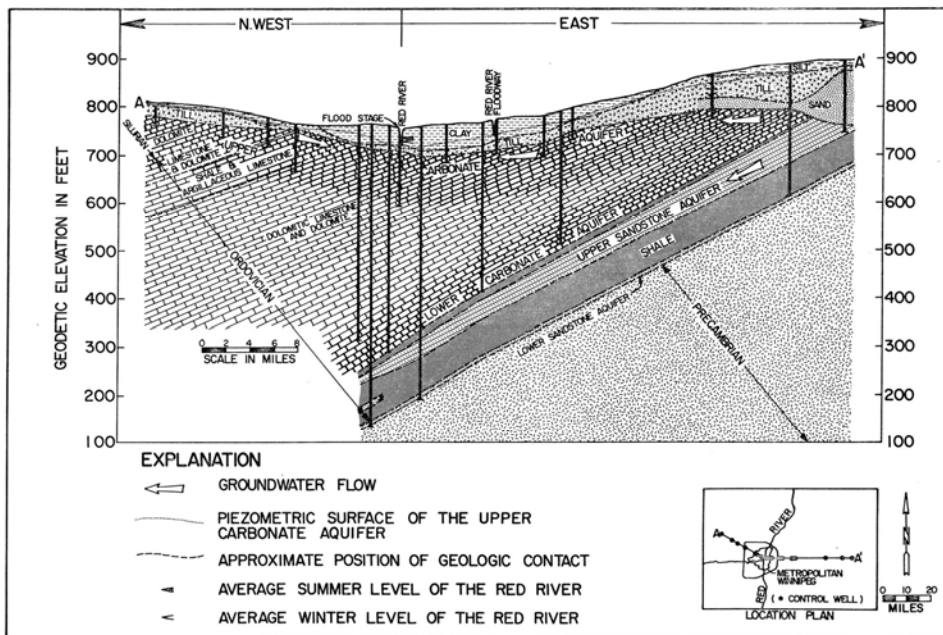 N. WEST
EAST
900
800
700
600
500
400
300
200
100
GEODETIC ELEVATION IN FEET
900
800
700
600
500
400
300
200
100
A
A'
FLOOD STAGE
RED RIVER
RED RIVER FLOODWAY
SILT
TILL
SAND
TILL
CLAY
TILL
SILURIAN
DOLOMITE
LIMESTONE UPPER
& DOLOMITE
SHALE &
ARGILLACEOUS LIMESTONE
CARBONATE AQUIFER
DOLOMITIC LIMESTONE
AND DOLOMITE
ORDOVICIAN
LOWER CARBONATE AQUIFER
UPPER SANDSTONE AQUIFER
SHALE
LOWER SANDSTONE AQUIFER
PRECAMBRIAN
0 2 4 6 8
SCALE IN MILES
EXPLANATION
GROUNDWATER FLOW
PIEZOMETRIC SURFACE OF THE UPPER
CARBONATE AQUIFER
APPROXIMATE POSITION OF GEOLOGIC CONTACT
AVERAGE SUMMER LEVEL OF THE RED RIVER
AVERAGE WINTER LEVEL OF THE RED RIVER
A
A'
RIVER
RED
METROPOLITAN
WINNIPEG
( • CONTROL WELL )
LOCATION PLAN
N
0 10 20
MILES